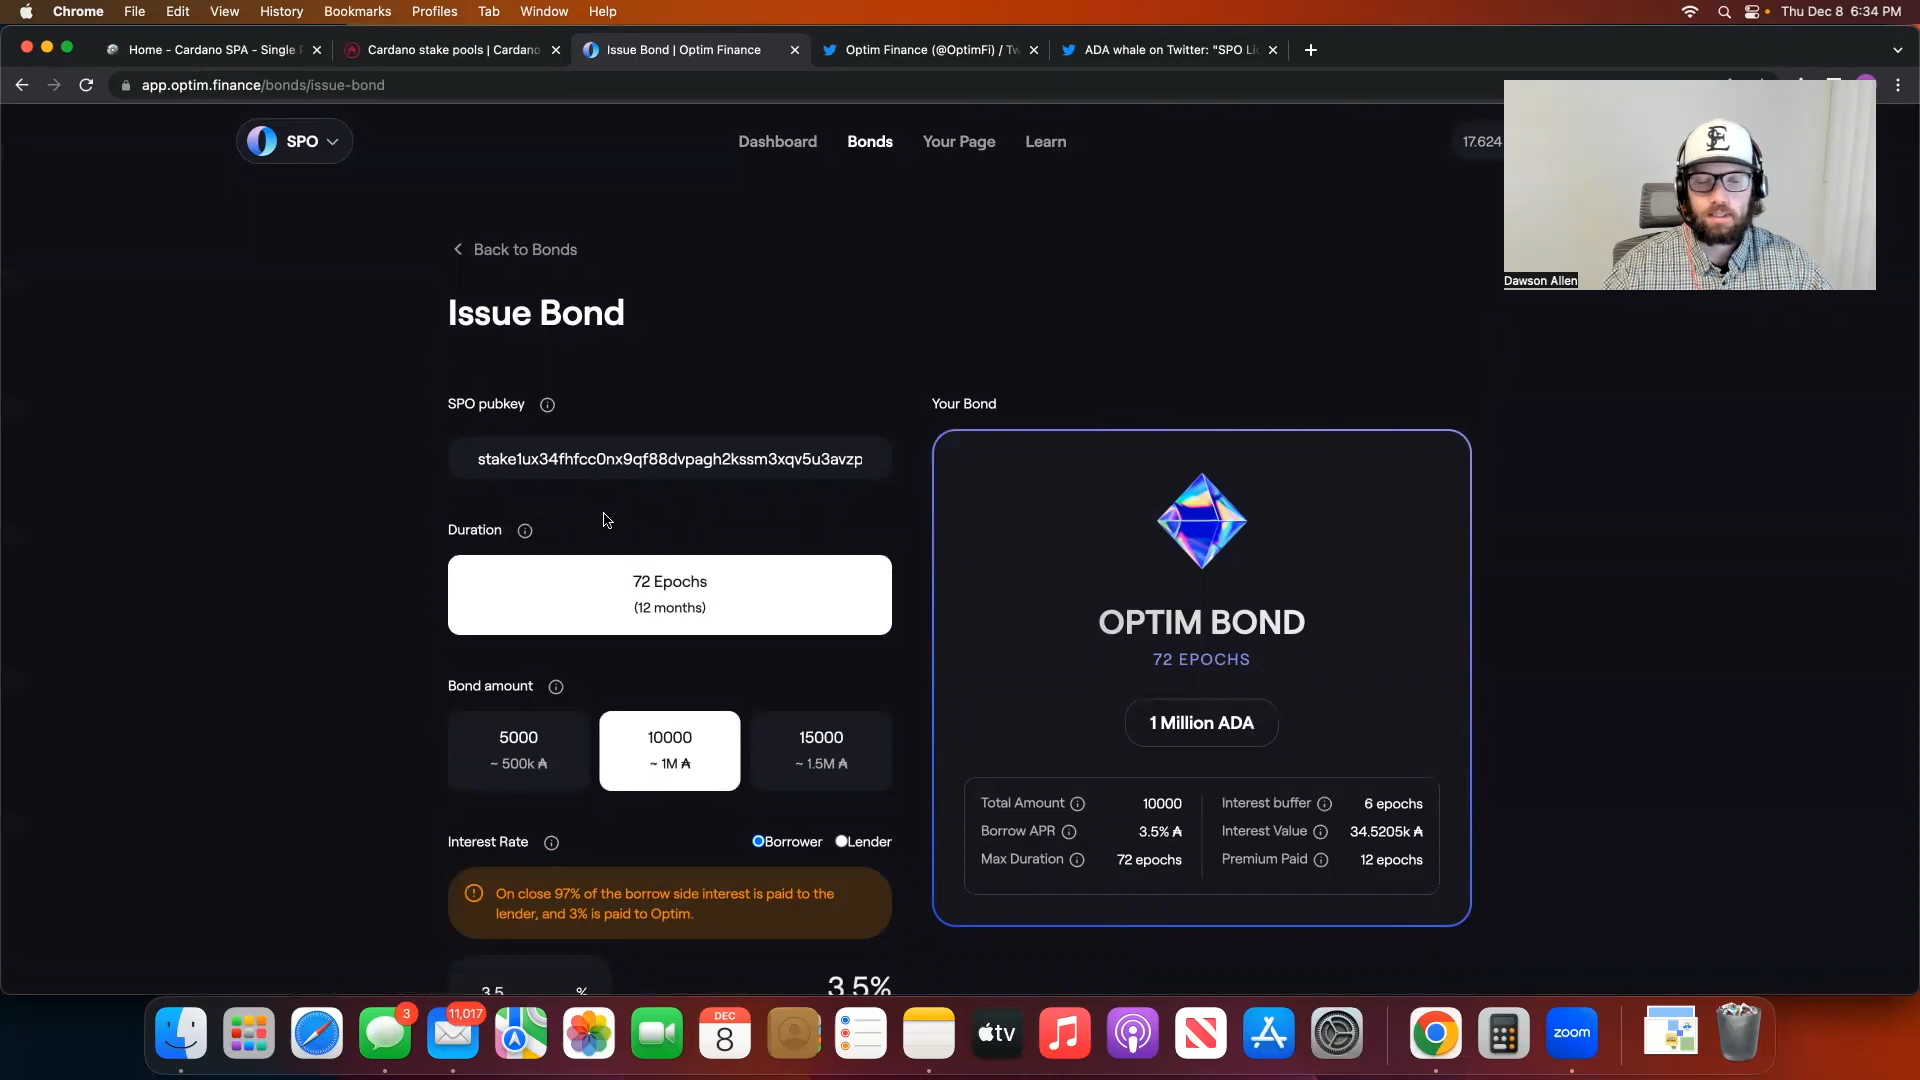 Chrome File Edit View History Bookmarks Profiles Tab Window Help Thu Dec 8 6:34 PM
Home - Cardano SPA - Single Cardano stake pools | Cardano Issue Bond | Optim Finance Optim Finance (@OptimFi) / Tw ADA whale on Twitter: "SPO Li
app.optim.finance/bonds/issue-bond
SPO Dashboard Bonds Your Page Learn 17.624
Dawson Allen
Back to Bonds
Issue Bond
SPO pubkey
stake1ux34fhfcc0nx9qf88dvpagh2kssm3xqv5u3avzp
Duration
72 Epochs
(12 months)
Bond amount
5000
~ 500k ₳
10000
~ 1M ₳
15000
~ 1.5M ₳
Interest Rate Borrower Lender
On close 97% of the borrow side interest is paid to the
lender, and 3% is paid to Optim.
3.5 % 3.5%
Your Bond
OPTIM BOND
72 EPOCHS
1 Million ADA
Total Amount 10000
Borrow APR 3.5% ₳
Max Duration 72 epochs
Interest buffer 6 epochs
Interest Value 34.5205k ₳
Premium Paid 12 epochs
3
11,017
DEC
8
tv
zoom